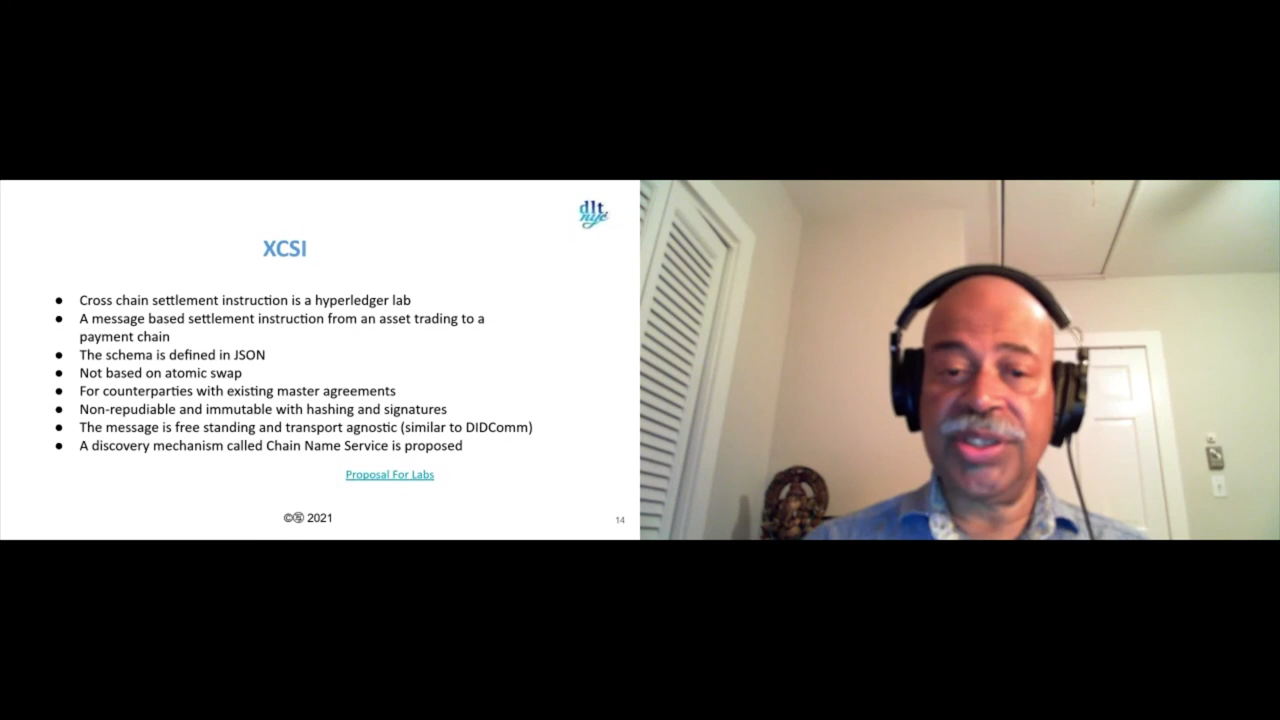 dlt
nyc
XCSI
● Cross chain settlement instruction is a hyperledger lab
● A message based settlement instruction from an asset trading to a
payment chain
● The schema is defined in JSON
● Not based on atomic swap
● For counterparties with existing master agreements
● Non-repudiable and immutable with hashing and signatures
● The message is free standing and transport agnostic (similar to DIDComm)
● A discovery mechanism called Chain Name Service is proposed
Proposal For Labs
© 2021
14